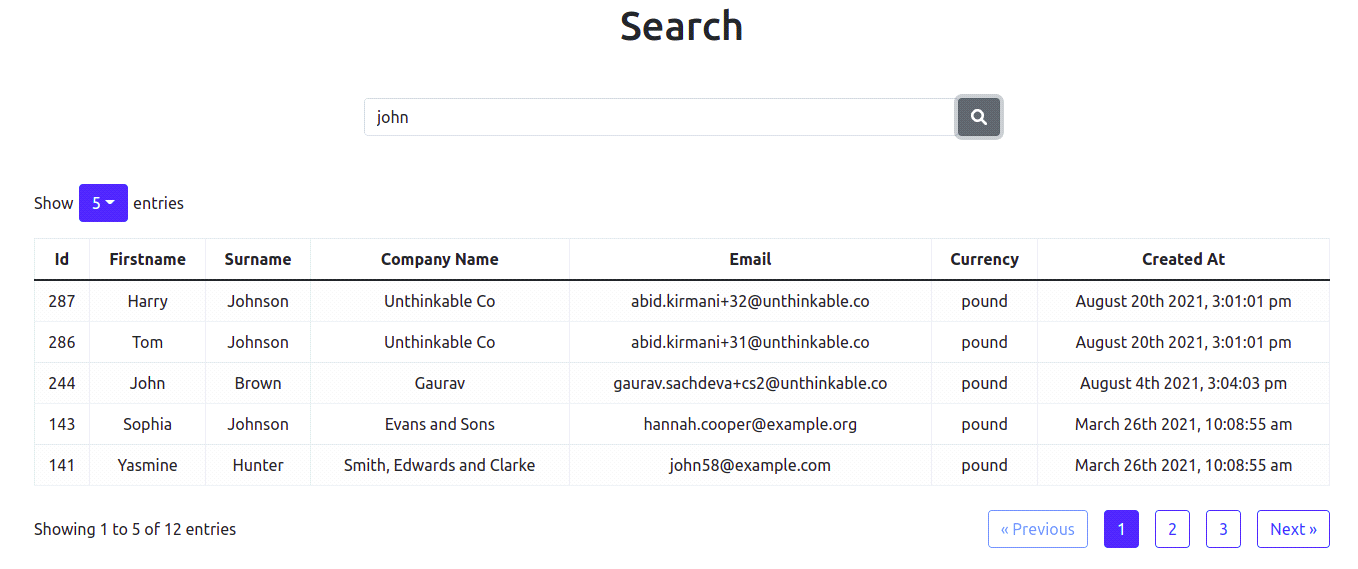 Search
john
Show 5 entries
Id Firstname Surname Company Name Email Currency Created At
287 Harry Johnson Unthinkable Co abid.kirmani+32@unthinkable.co pound August 20th 2021, 3:01:01 pm
286 Tom Johnson Unthinkable Co abid.kirmani+31@unthinkable.co pound August 20th 2021, 3:01:01 pm
244 John Brown Gaurav gaurav.sachdeva+cs2@unthinkable.co pound August 4th 2021, 3:04:03 pm
143 Sophia Johnson Evans and Sons hannah.cooper@example.org pound March 26th 2021, 10:08:55 am
141 Yasmine Hunter Smith, Edwards and Clarke john58@example.com pound March 26th 2021, 10:08:55 am
Showing 1 to 5 of 12 entries « Previous 1 2 3 Next »